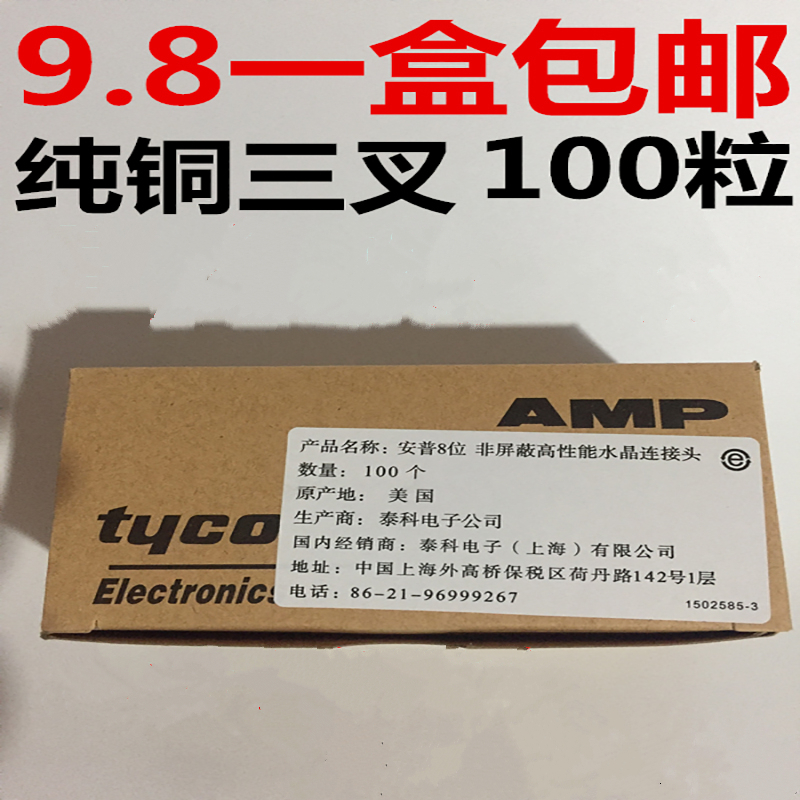 9.8一盒包邮
纯铜三叉 100粒
AMP
产品名称：安普8位 非屏蔽高性能水晶连接头
数量：100个
原产地：美国
生产商：泰科电子公司
国内经销商：泰科电子（上海）有限公司
地址：中国上海外高桥保税区荷丹路142号1层
电话：86-21-96999267
1502585-3
tyco
Electronics